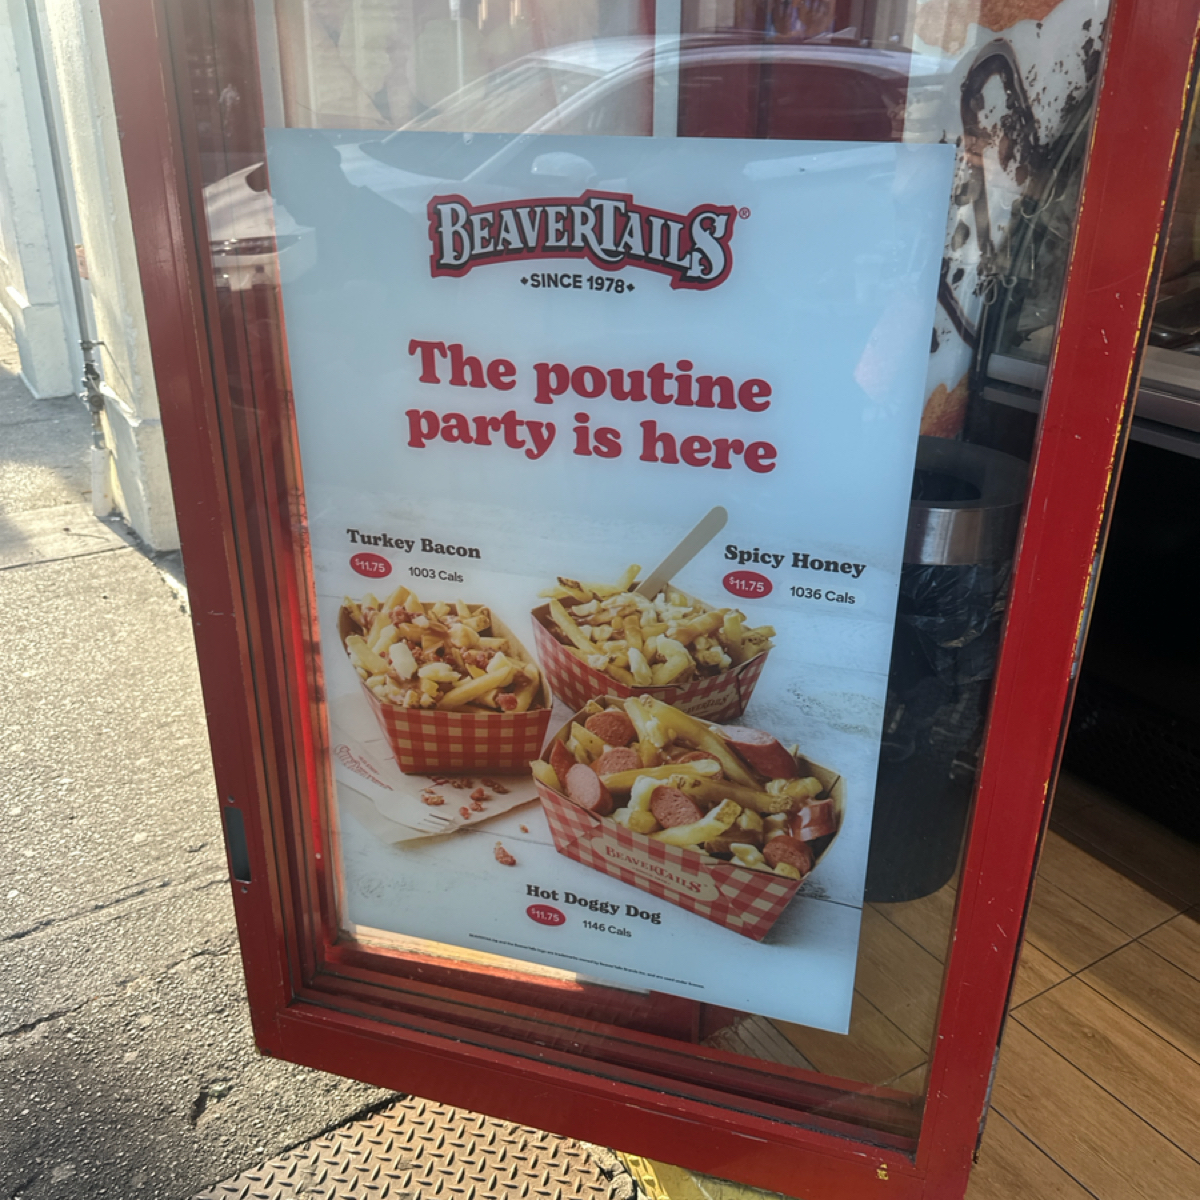 BEAVERTAILS®
SINCE 1978
The poutine
party is here
Turkey Bacon
$11.75 1003 Cals
Spicy Honey
$11.75 1036 Cals
BEAVERTAILS
Hot Doggy Dog
$11.75 1146 Cals